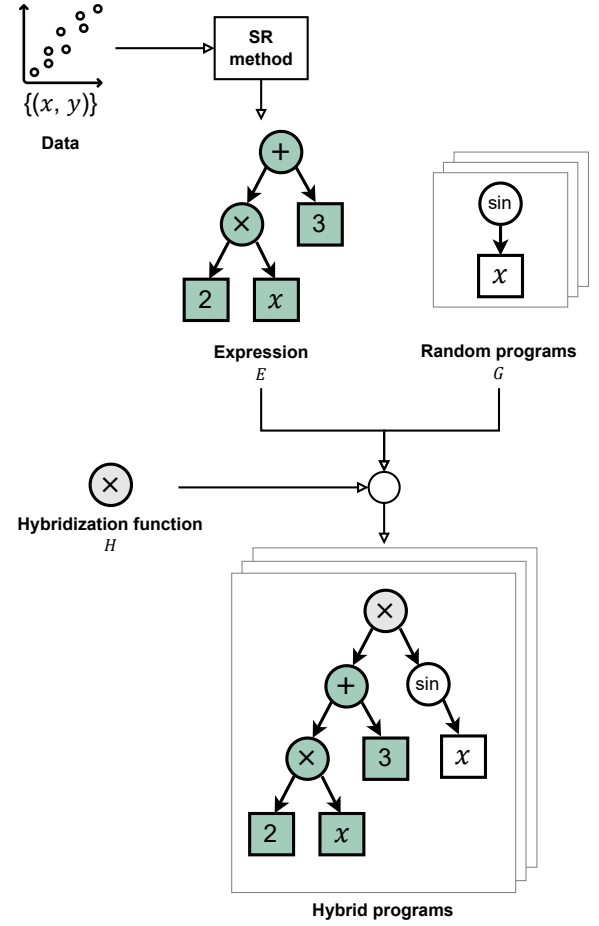 SR
method
{(x, y)}
Data
+
×
3
2
x
sin
x
Expression
E
Random programs
G
×
Hybridization function
H
×
+
sin
×
3
x
2
x
Hybrid programs